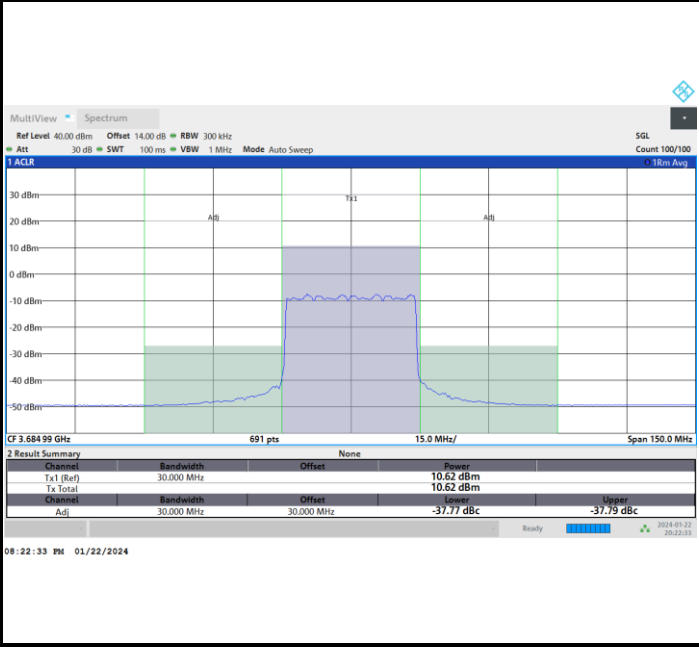 MultiView Spectrum
Ref Level 40.00 dBm Offset 14.00 dB RBW 300 kHz SGL
Att 30 dB SWT 100 ms VBW 1 MHz Mode Auto Sweep Count 100/100
1 ACLR 1Rm Avg
30 dBm
Tx1
20 dBm Adj Adj
10 dBm
0 dBm
-10 dBm
-20 dBm
-30 dBm
-40 dBm
-50 dBm
CF 3.684 99 GHz 691 pts 15.0 MHz/ Span 150.0 MHz
2 Result Summary None
Channel Bandwidth Offset Power
Tx1 (Ref) 30.000 MHz 10.62 dBm
Tx Total 10.62 dBm
Channel Bandwidth Offset Lower Upper
Adj 30.000 MHz 30.000 MHz -37.77 dBc -37.79 dBc
Ready 2024-01-22
20:22:33
08:22:33 PM 01/22/2024